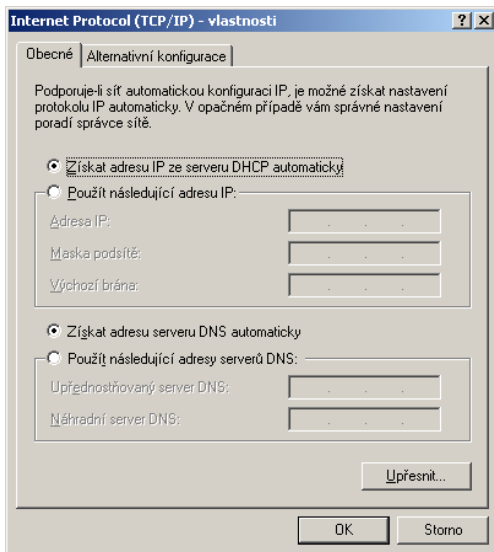 Internet Protocol (TCP/IP) - vlastnosti
Obecné
Alternativní konfigurace
Podporuje-li síť automatickou konfiguraci IP, je možné získat nastavení
protokolu IP automaticky. V opačném případě vám správné nastavení
poradí správce sítě.
Získat adresu IP ze serveru DHCP automaticky
Použít následující adresu IP:
Adresa IP:
Maska podsítě:
Výchozí brána:
Získat adresu serveru DNS automaticky
Použít následující adresy serverů DNS:
Upřednostňovaný server DNS:
Náhradní server DNS:
Upřesnit...
OK
Storno